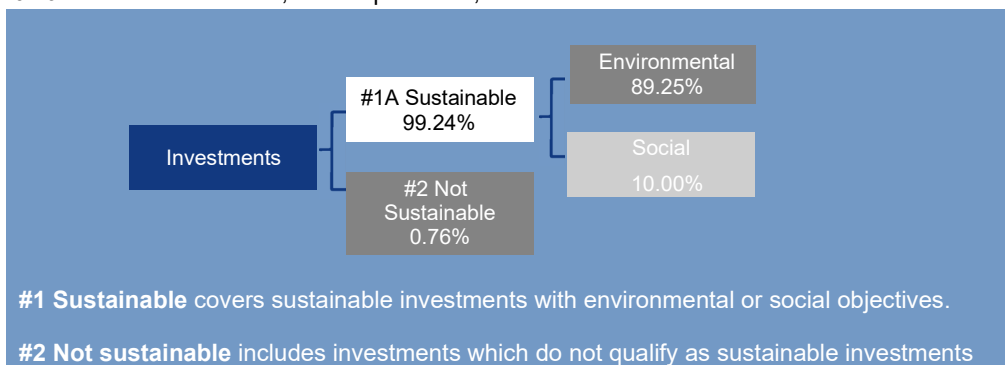 Investments
#1A Sustainable
99.24%
#2 Not
Sustainable
0.76%
Environmental
89.25%
Social
10.00%
#1 Sustainable covers sustainable investments with environmental or social objectives.
#2 Not sustainable includes investments which do not qualify as sustainable investments